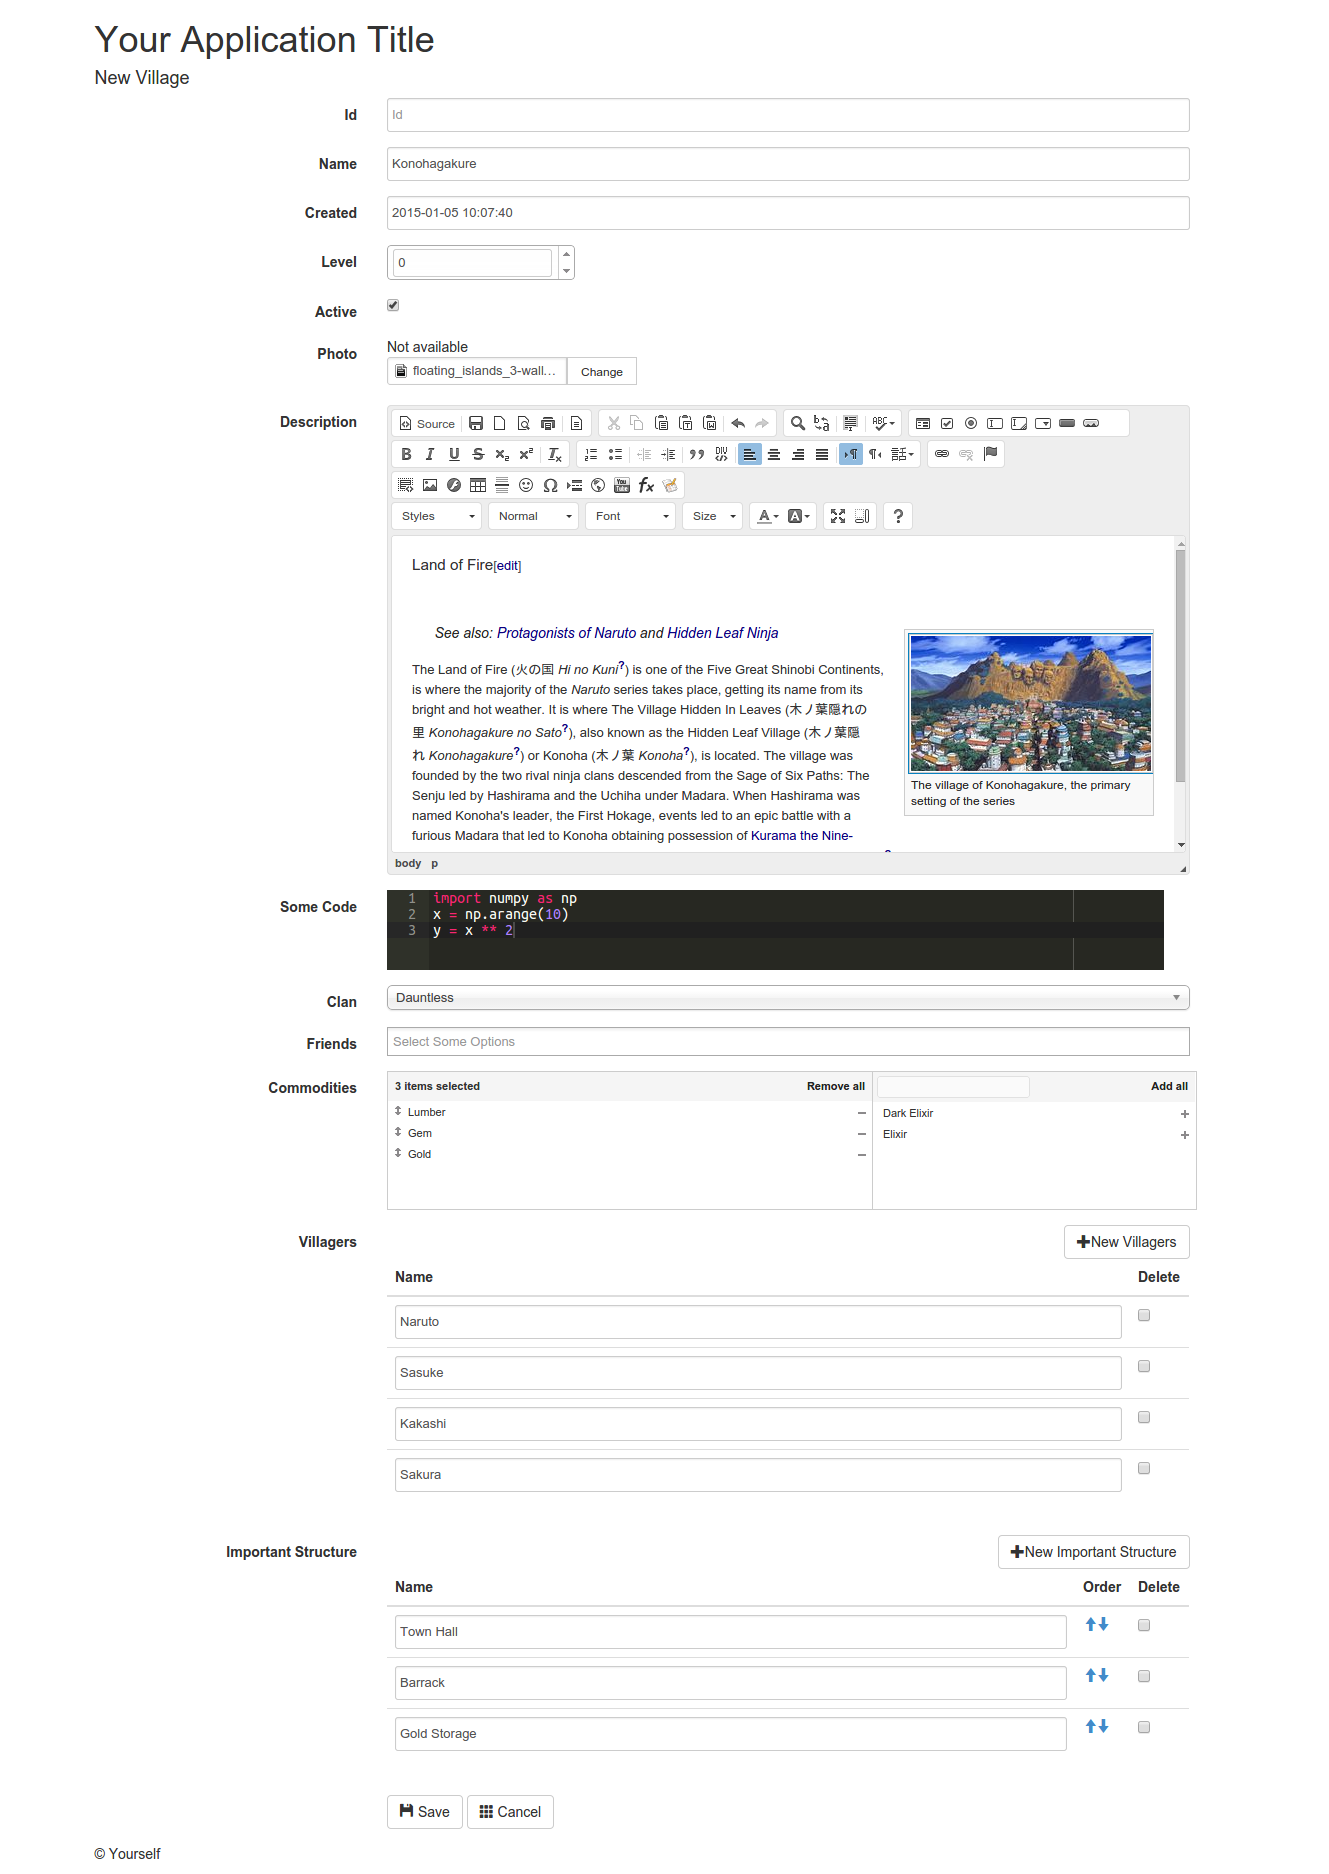 Your Application Title
New Village
Id
Id
Name
Konohagakure
Created
2015-01-05 10:07:40
Level
0
Active
Photo
Not available
floating_islands_3-wall... Change
Description
Source
ABC
B I U S x₂ x² Tx
DIV
You Tube fx
Styles Normal Font Size A A ?
Land of Fire[edit]
See also: Protagonists of Naruto and Hidden Leaf Ninja
The Land of Fire (火の国 Hi no Kuni?) is one of the Five Great Shinobi Continents,
is where the majority of the Naruto series takes place, getting its name from its
bright and hot weather. It is where The Village Hidden In Leaves (木ノ葉隠れの
里 Konohagakure no Sato?), also known as the Hidden Leaf Village (木ノ葉隠
れ Konohagakure?) or Konoha (木ノ葉 Konoha?), is located. The village was
founded by the two rival ninja clans descended from the Sage of Six Paths: The
Senju led by Hashirama and the Uchiha under Madara. When Hashirama was
named Konoha's leader, the First Hokage, events led to an epic battle with a
furious Madara that led to Konoha obtaining possession of Kurama the Nine-
The village of Konohagakure, the primary
setting of the series
body p
Some Code
1 import numpy as np
2 x = np.arange(10)
3 y = x ** 2
Clan
Dauntless
Friends
Select Some Options
Commodities
3 items selected Remove all Add all
Lumber
Gem
Gold
Dark Elixir
Elixir
Villagers
New Villagers
Name Delete
Naruto
Sasuke
Kakashi
Sakura
Important Structure
New Important Structure
Name Order Delete
Town Hall
Barrack
Gold Storage
Save Cancel
© Yourself